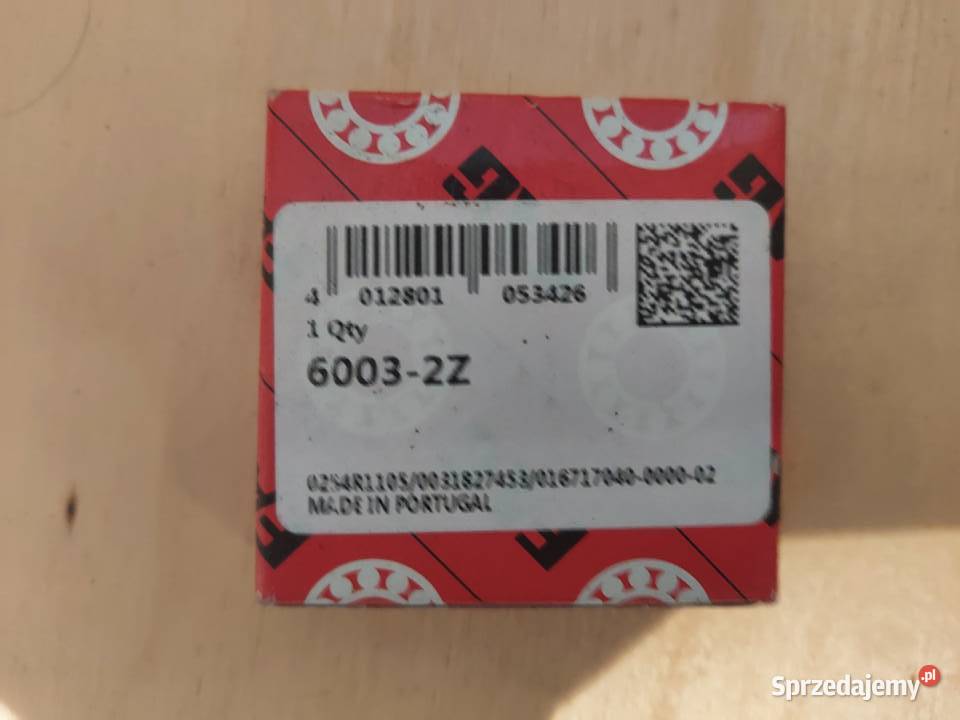 4 012801 053426
1 Qty
6003-2Z
0254R1105/0031827453/016717040-0000-02
MADE IN PORTUGAL
Sprzedajemy.pl